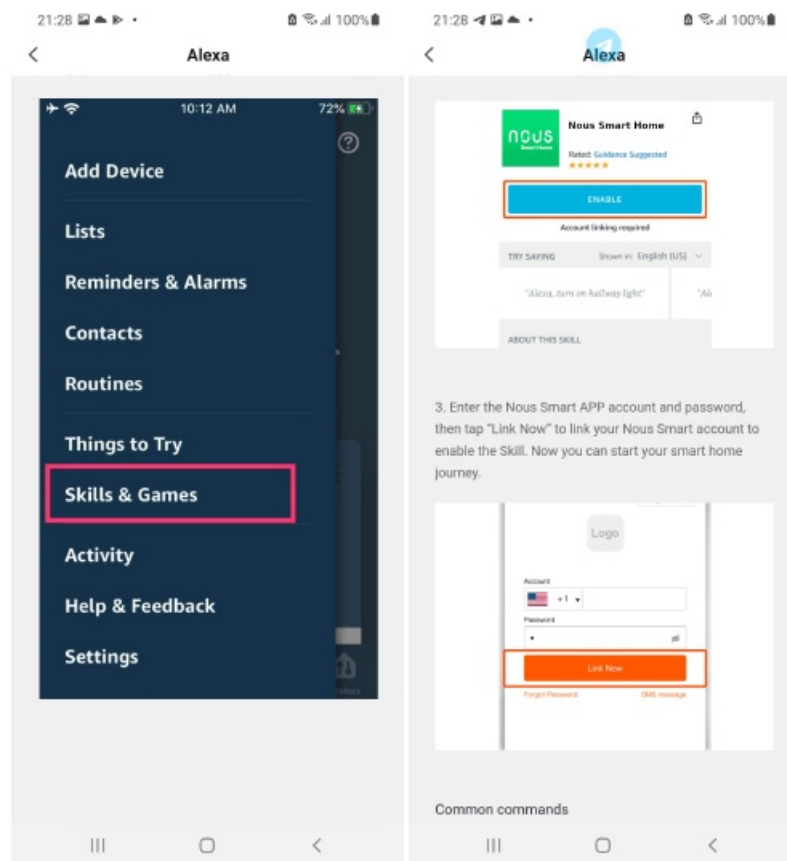 21:28
100%
Alexa
10:12 AM
72%
Add Device
Lists
Reminders & Alarms
Contacts
Routines
Things to Try
Skills & Games
Activity
Help & Feedback
Settings
21:28
100%
Alexa
nous
Smart Home
Nous Smart Home
Rated: Guidance Suggested
ENABLE
Account linking required
TRY SAYING Shown in: English (US)
"Alexa, turn on hallway light" "Al
ABOUT THIS SKILL
3. Enter the Nous Smart APP account and password,
then tap "Link Now" to link your Nous Smart account to
enable the Skill. Now you can start your smart home
journey.
Logo
Account
+1
Password
Link Now
Forgot Password SMS message
Common commands